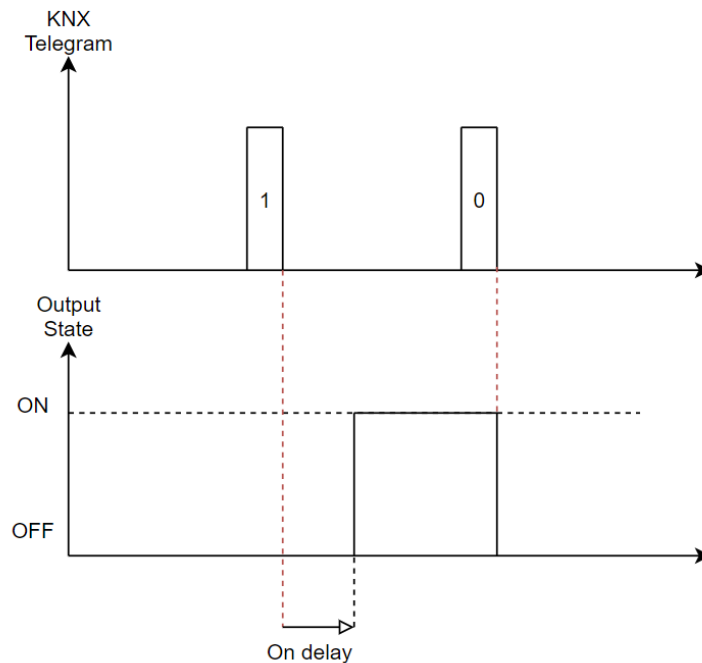 KNX
Telegram
1
0
Output
State
ON
OFF
On delay